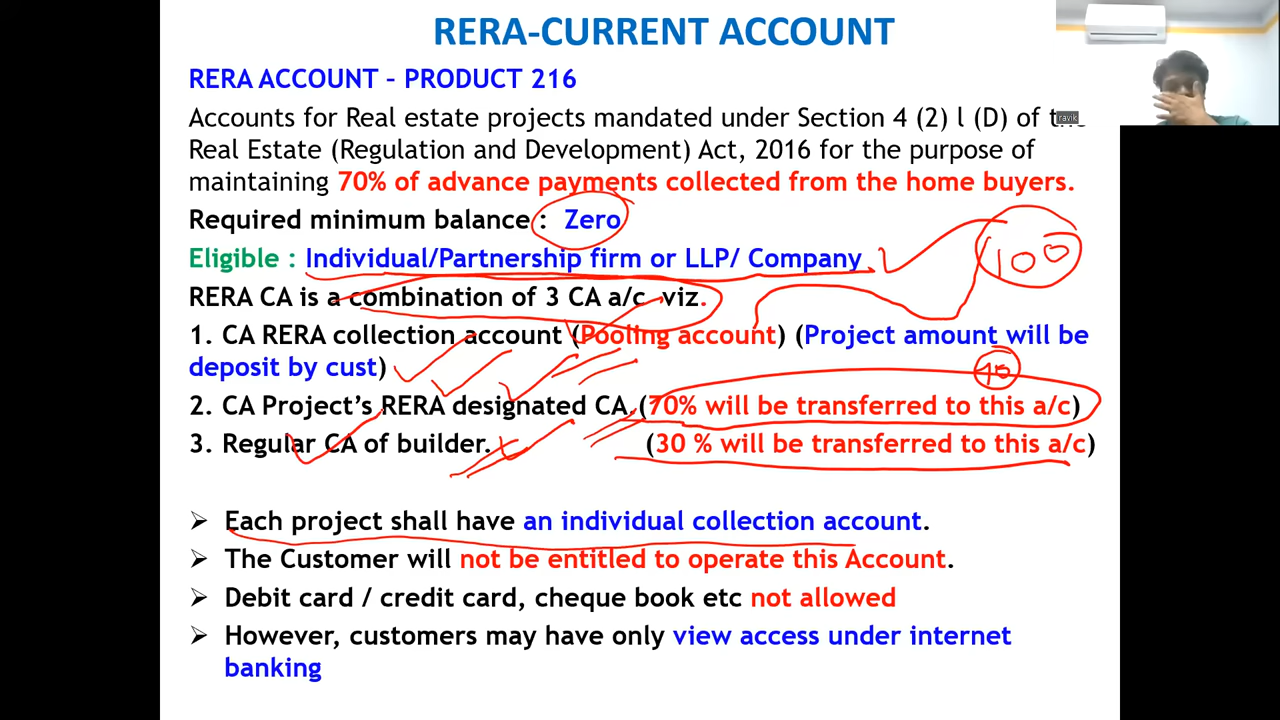 RERA-CURRENT ACCOUNT
RERA ACCOUNT – PRODUCT 216
Accounts for Real estate projects mandated under Section 4 (2) l (D) of the
ravik
Real Estate (Regulation and Development) Act, 2016 for the purpose of
maintaining 70% of advance payments collected from the home buyers.
Required minimum balance : Zero
Eligible : Individual/Partnership firm or LLP/ Company
100
RERA CA is a combination of 3 CA a/c viz.
1. CA RERA collection account (Pooling account) (Project amount will be
deposit by cust)
2. CA Project's RERA designated CA.(70% will be transferred to this a/c)
3. Regular CA of builder. (30 % will be transferred to this a/c)
➢ Each project shall have an individual collection account.
➢ The Customer will not be entitled to operate this Account.
➢ Debit card / credit card, cheque book etc not allowed
➢ However, customers may have only view access under internet
banking